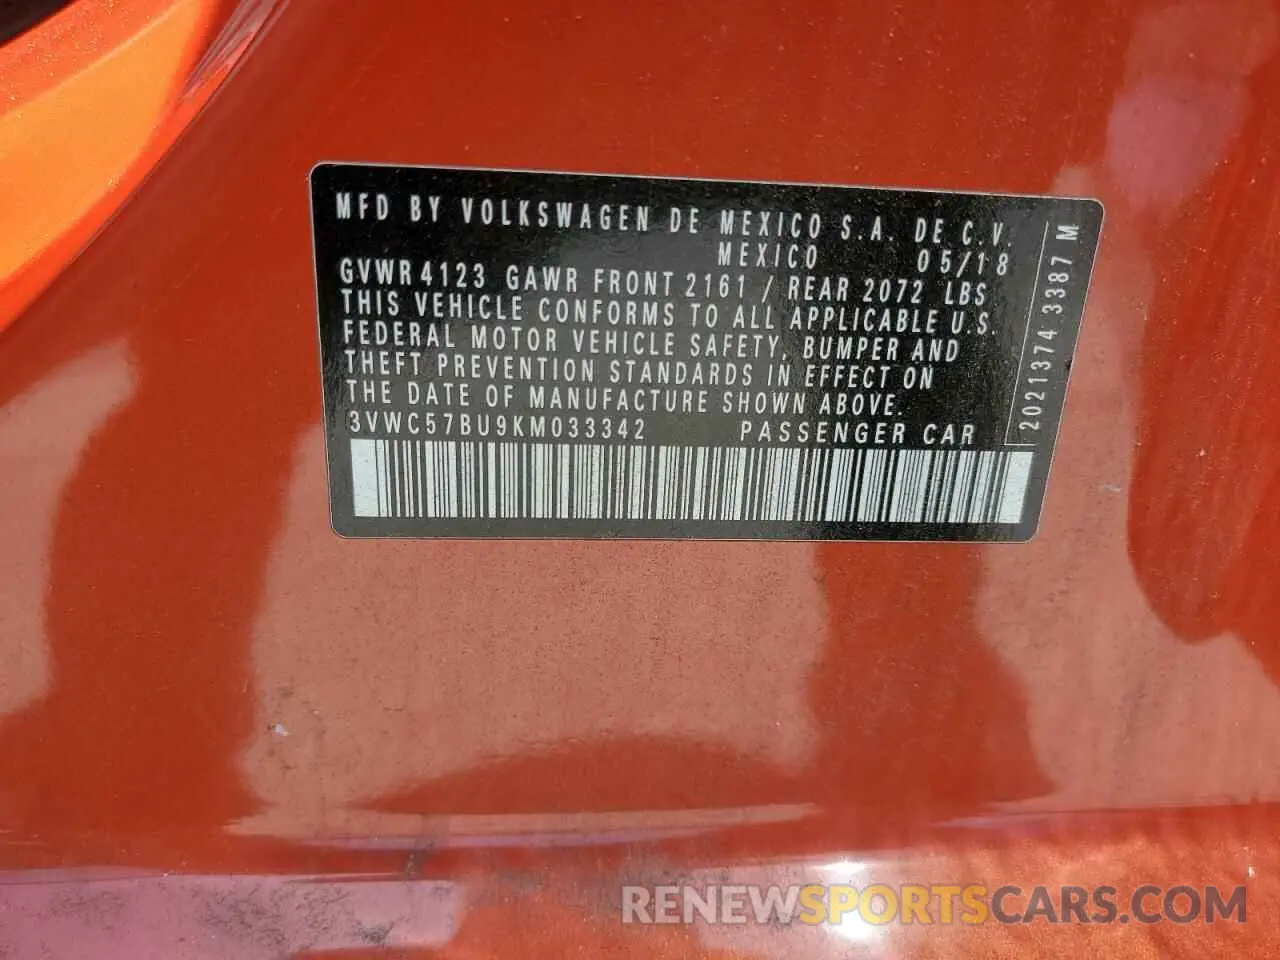 MFD BY VOLKSWAGEN DE MEXICO S.A. DE C.V.
MEXICO 05/18
GVWR 4123 GAWR FRONT 2161 / REAR 2072 LBS
THIS VEHICLE CONFORMS TO ALL APPLICABLE U.S.
FEDERAL MOTOR VEHICLE SAFETY, BUMPER AND
THEFT PREVENTION STANDARDS IN EFFECT ON
THE DATE OF MANUFACTURE SHOWN ABOVE.
3VWC57BU9KM033342 PASSENGER CAR
2021374 3387 M
RENEWSPORTSCARS.COM